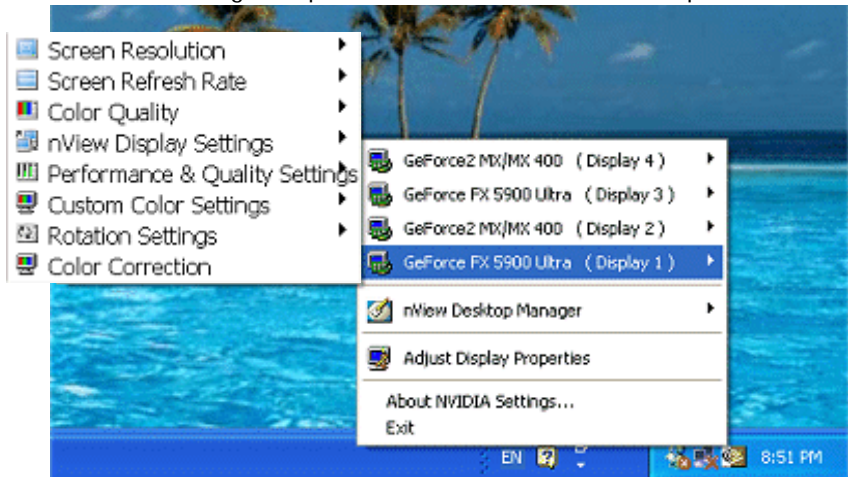 Screen Resolution
Screen Refresh Rate
Color Quality
nView Display Settings
Performance & Quality Settings
Custom Color Settings
Rotation Settings
Color Correction
GeForce2 MX/MX 400 ( Display 4 )
GeForce FX 5900 Ultra ( Display 3 )
GeForce2 MX/MX 400 ( Display 2 )
GeForce FX 5900 Ultra ( Display 1 )
nView Desktop Manager
Adjust Display Properties
About NVIDIA Settings...
Exit
EN
8:51 PM